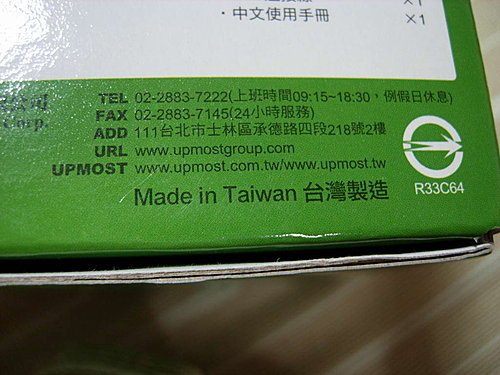 ×1
・中文使用手冊 ×1
公司
Corp.
TEL 02-2883-7222(上班時間09:15~18:30，例假日休息)
FAX 02-2883-7145(24小時服務)
ADD 111台北市士林區承德路四段218號2樓
URL www.upmostgroup.com
UPMOST www.upmost.com.tw/www.upmost.tw
Made in Taiwan 台灣製造
R33C64